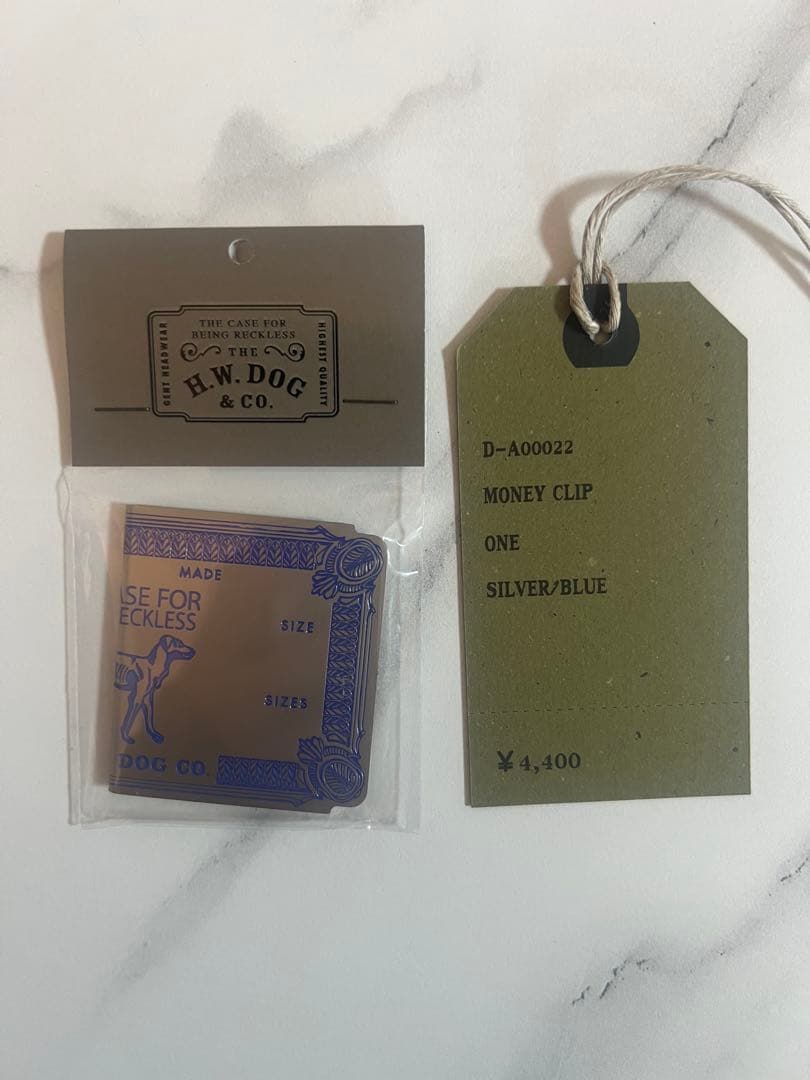 THE CASE FOR
BEING RECKLESS
THE
H.W. DOG
& CO.
GENT HEADWEAR
HIGHEST QUALITY
MADE
ASE FOR
ECKLESS
SIZE
SIZES
DOG CO.
D-A00022
MONEY CLIP
ONE
SILVER/BLUE
¥4,400